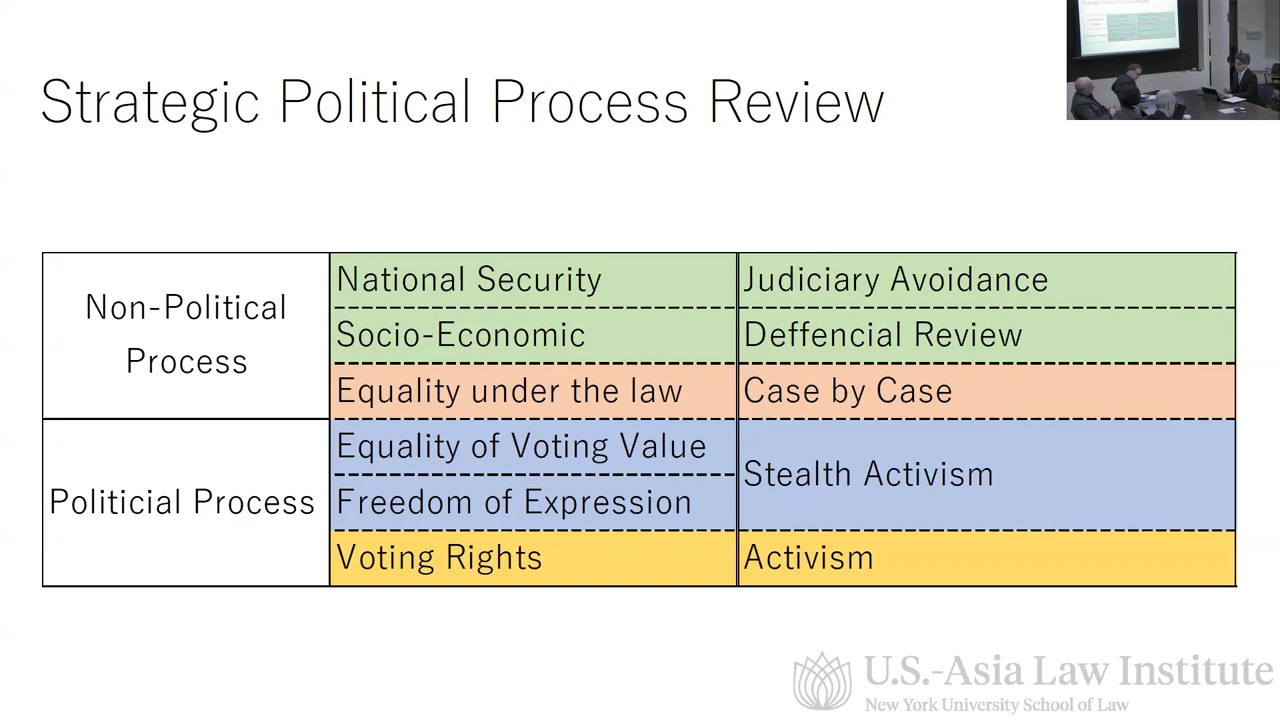 Strategic Political Process Review
Non-Political
Process
National Security
Judiciary Avoidance
Socio-Economic
Deffencial Review
Equality under the law
Case by Case
Politicial Process
Equality of Voting Value
Freedom of Expression
Stealth Activism
Voting Rights
Activism
U.S.-Asia Law Institute
New York University School of Law